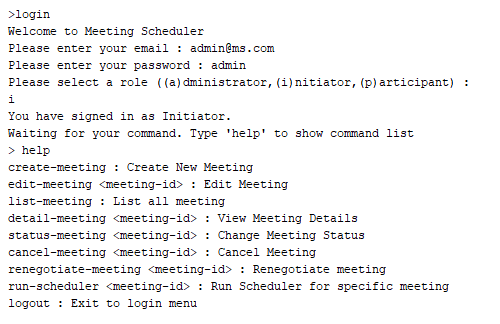 >login
Welcome to Meeting Scheduler
Please enter your email : admin@ms.com
Please enter your password : admin
Please select a role ((a)dministrator,(i)nitiator,(p)articipant) :
i
You have signed in as Initiator.
Waiting for your command. Type 'help' to show command list
> help
create-meeting : Create New Meeting
edit-meeting <meeting-id> : Edit Meeting
list-meeting : List all meeting
detail-meeting <meeting-id> : View Meeting Details
status-meeting <meeting-id> : Change Meeting Status
cancel-meeting <meeting-id> : Cancel Meeting
renegotiate-meeting <meeting-id> : Renegotiate meeting
run-scheduler <meeting-id> : Run Scheduler for specific meeting
logout : Exit to login menu